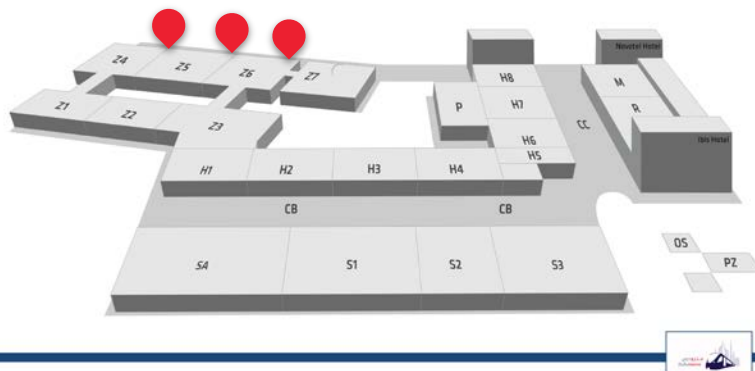 Novotel Hotel
Z4
Z5
Z6
Z7
H8
M
Z1
Z2
Z3
P
H7
R
CC
H6
H5
Ibis Hotel
H1
H2
H3
H4
CB
CB
OS
PZ
SA
S1
S2
S3